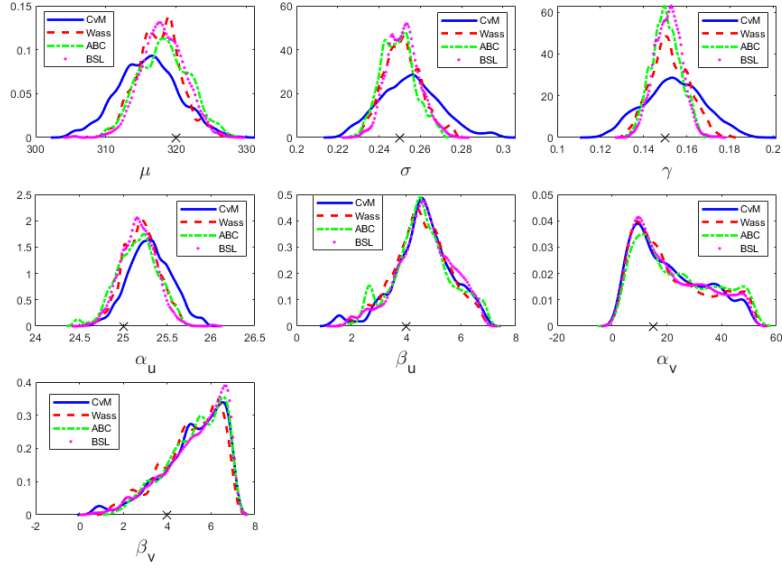 0.15
0.1
0.05
0
300
310
320
330
CvM
Wass
ABC
BSL
μ
60
40
20
0
0.2
0.22
0.24
0.26
0.28
0.3
CvM
Wass
ABC
BSL
σ
60
40
20
0
0.1
0.12
0.14
0.16
0.18
0.2
CvM
Wass
ABC
BSL
γ
2.5
2
1.5
1
0.5
0
24
24.5
25
25.5
26
26.5
CvM
Wass
ABC
BSL
α_u
0.5
0.4
0.3
0.2
0.1
0
0
2
4
6
8
CvM
Wass
ABC
BSL
β_u
0.05
0.04
0.03
0.02
0.01
0
-20
0
20
40
60
CvM
Wass
ABC
BSL
α_v
0.4
0.3
0.2
0.1
0
-2
0
2
4
6
8
CvM
Wass
ABC
BSL
β_v